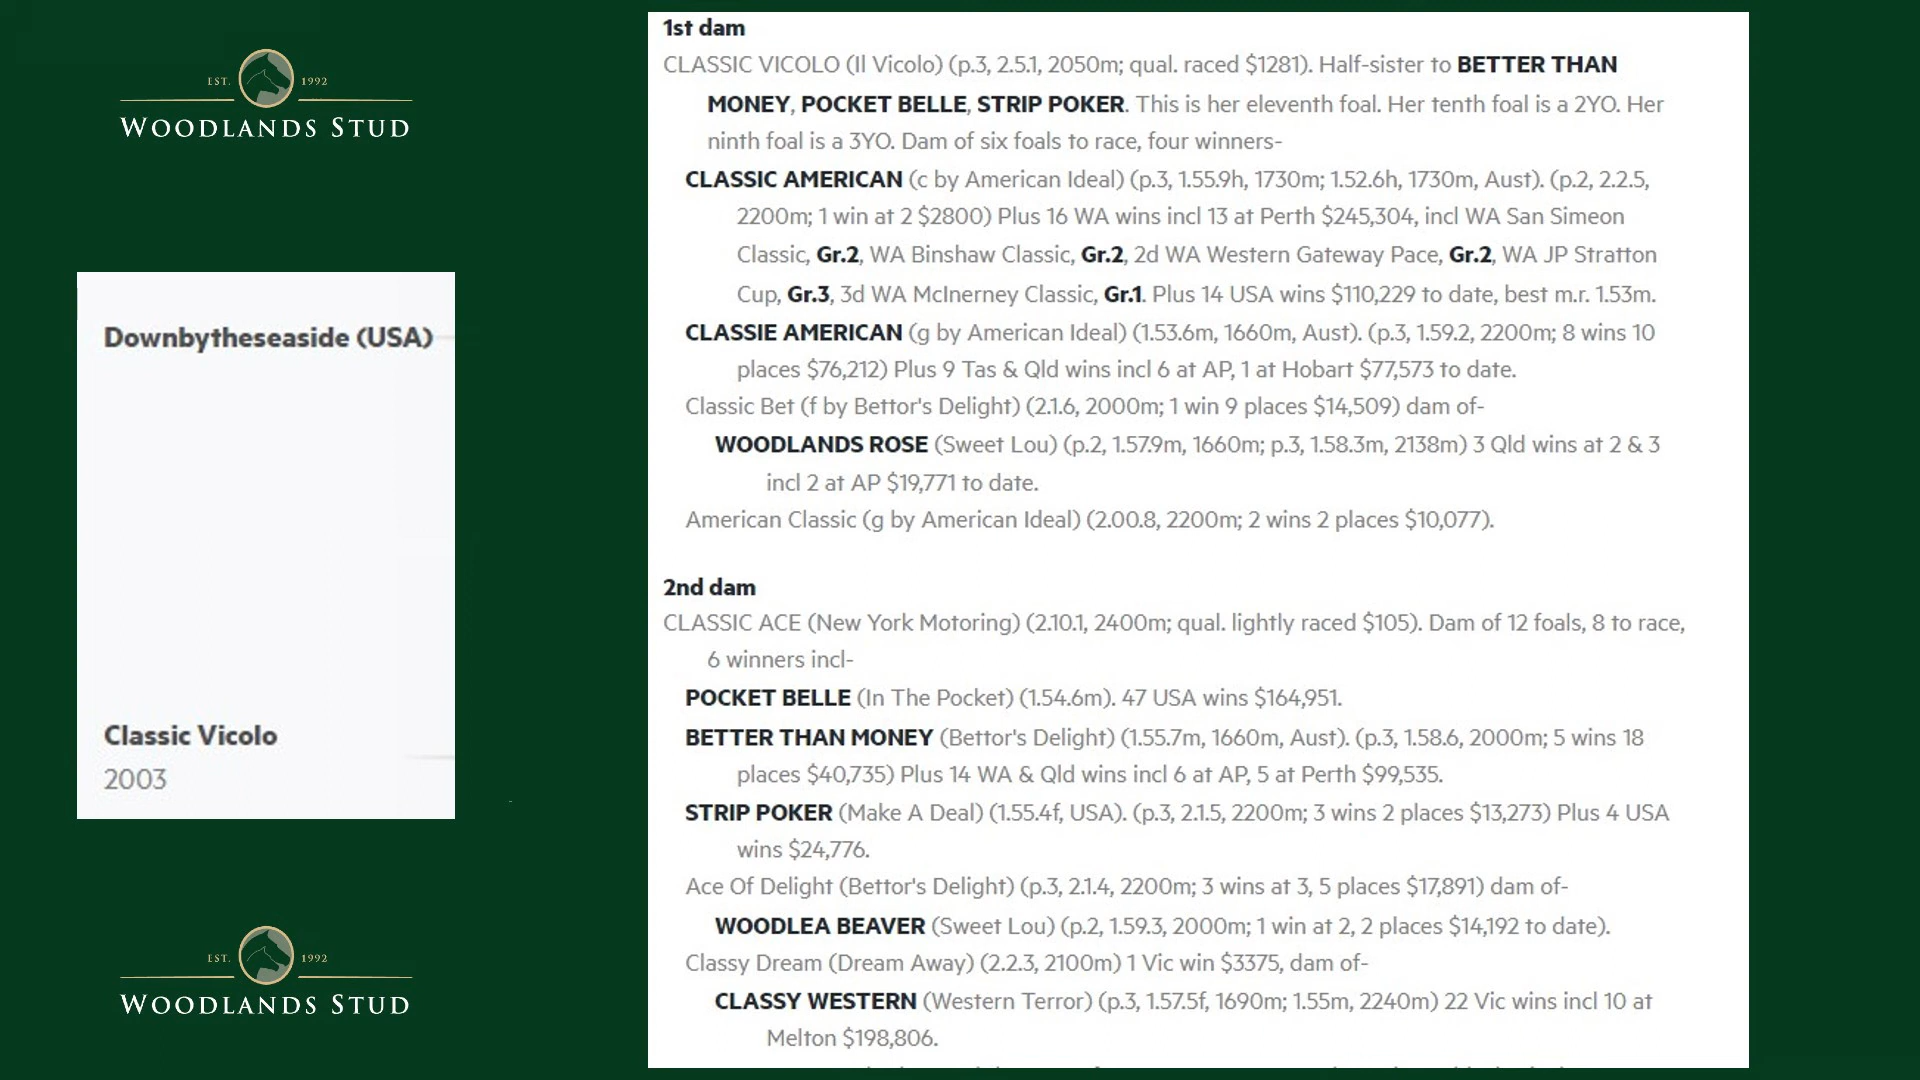 EST. 1992
WOODLANDS STUD
Downbytheseaside (USA)
Classic Vicolo
2003
EST. 1992
WOODLANDS STUD
1st dam
CLASSIC VICOLO (Il Vicolo) (p.3, 2.5.1, 2050m; qual. raced $1281). Half-sister to BETTER THAN
MONEY, POCKET BELLE, STRIP POKER. This is her eleventh foal. Her tenth foal is a 2YO. Her
ninth foal is a 3YO. Dam of six foals to race, four winners-
CLASSIC AMERICAN (c by American Ideal) (p.3, 1.55.9h, 1730m; 1.52.6h, 1730m, Aust). (p.2, 2.2.5,
2200m; 1 win at 2 $2800) Plus 16 WA wins incl 13 at Perth $245,304, incl WA San Simeon
Classic, Gr.2, WA Binshaw Classic, Gr.2, 2d WA Western Gateway Pace, Gr.2, WA JP Stratton
Cup, Gr.3, 3d WA McInerney Classic, Gr.1. Plus 14 USA wins $110,229 to date, best m.r. 1.53m.
CLASSIE AMERICAN (g by American Ideal) (1.53.6m, 1660m, Aust). (p.3, 1.59.2, 2200m; 8 wins 10
places $76,212) Plus 9 Tas & Qld wins incl 6 at AP, 1 at Hobart $77,573 to date.
Classic Bet (f by Bettor's Delight) (2.1.6, 2000m; 1 win 9 places $14,509) dam of-
WOODLANDS ROSE (Sweet Lou) (p.2, 1.57.9m, 1660m; p.3, 1.58.3m, 2138m) 3 Qld wins at 2 & 3
incl 2 at AP $19,771 to date.
American Classic (g by American Ideal) (2.00.8, 2200m; 2 wins 2 places $10,077).
2nd dam
CLASSIC ACE (New York Motoring) (2.10.1, 2400m; qual. lightly raced $105). Dam of 12 foals, 8 to race,
6 winners incl-
POCKET BELLE (In The Pocket) (1.54.6m). 47 USA wins $164,951.
BETTER THAN MONEY (Bettor's Delight) (1.55.7m, 1660m, Aust). (p.3, 1.58.6, 2000m; 5 wins 18
places $40,735) Plus 14 WA & Qld wins incl 6 at AP, 5 at Perth $99,535.
STRIP POKER (Make A Deal) (1.55.4f, USA). (p.3, 2.1.5, 2200m; 3 wins 2 places $13,273) Plus 4 USA
wins $24,776.
Ace Of Delight (Bettor's Delight) (p.3, 2.1.4, 2200m; 3 wins at 3, 5 places $17,891) dam of-
WOODLEA BEAVER (Sweet Lou) (p.2, 1.59.3, 2000m; 1 win at 2, 2 places $14,192 to date).
Classy Dream (Dream Away) (2.2.3, 2100m) 1 Vic win $3375, dam of-
CLASSY WESTERN (Western Terror) (p.3, 1.57.5f, 1690m; 1.55m, 2240m) 22 Vic wins incl 10 at
Melton $198,806.